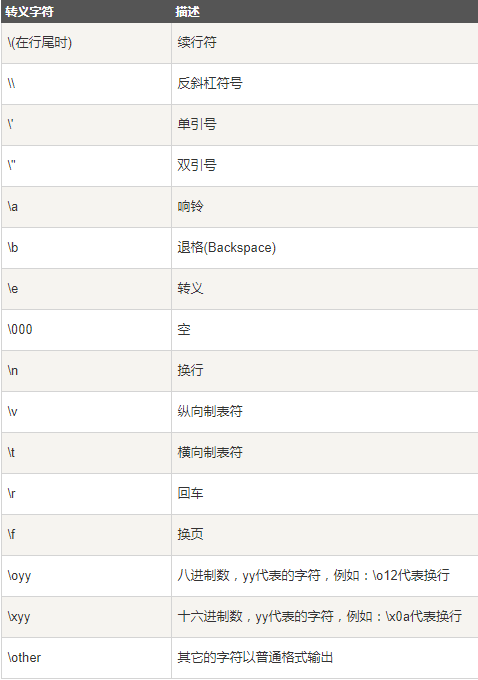 转义字符 描述
\(在行尾时) 续行符
\\ 反斜杠符号
\' 单引号
\" 双引号
\a 响铃
\b 退格(Backspace)
\e 转义
\000 空
\n 换行
\v 纵向制表符
\t 横向制表符
\r 回车
\f 换页
\oyy 八进制数，yy代表的字符，例如：\o12代表换行
\xyy 十六进制数，yy代表的字符，例如：\x0a代表换行
\other 其它的字符以普通格式输出